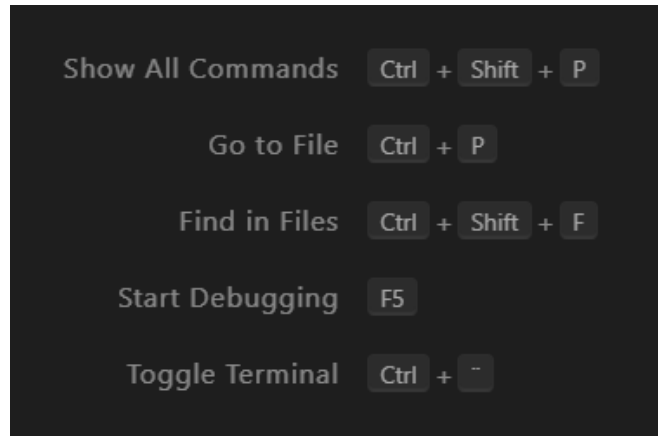 Show All Commands Ctrl + Shift + P
Go to File Ctrl + P
Find in Files Ctrl + Shift + F
Start Debugging F5
Toggle Terminal Ctrl + ¨